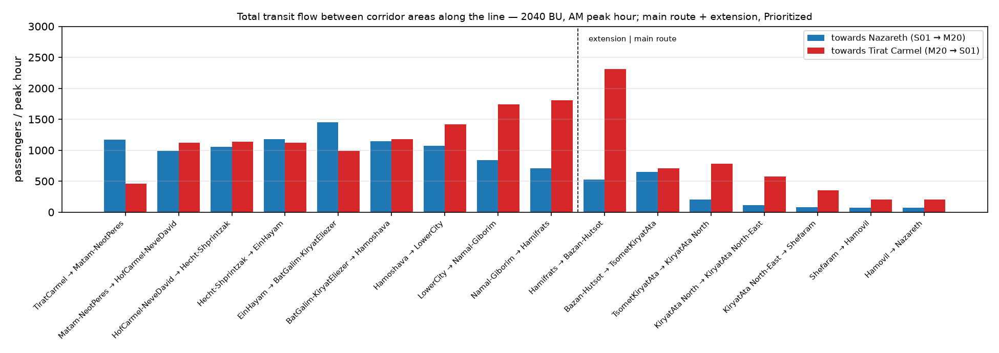 Total transit flow between corridor areas along the line — 2040 BU, AM peak hour; main route + extension, Prioritized
passengers / peak hour
3000
2500
2000
1500
1000
500
0
extension | main route
towards Nazareth (S01 → M20)
towards Tirat Carmel (M20 → S01)
TiratCarmel → Matam-NeotPeres
Matam-NeotPeres → HofCarmel-NeveDavid
HofCarmel-NeveDavid → Hecht-Shprintzak
Hecht-Shprintzak → EinHayam
EinHayam → BatGalim-KiryatEliezer
BatGalim-KiryatEliezer → Hamoshava
Hamoshava → LowerCity
LowerCity → Namal-Giborim
Namal-Giborim → Hamifrats
Hamifrats → Bazan-Hutsot
Bazan-Hutsot → TsometKiryatAta
TsometKiryatAta → KiryatAta North
KiryatAta North → KiryatAta North-East
KiryatAta North-East → Shefaram
Shefaram → Hamovil
Hamovil → Nazareth